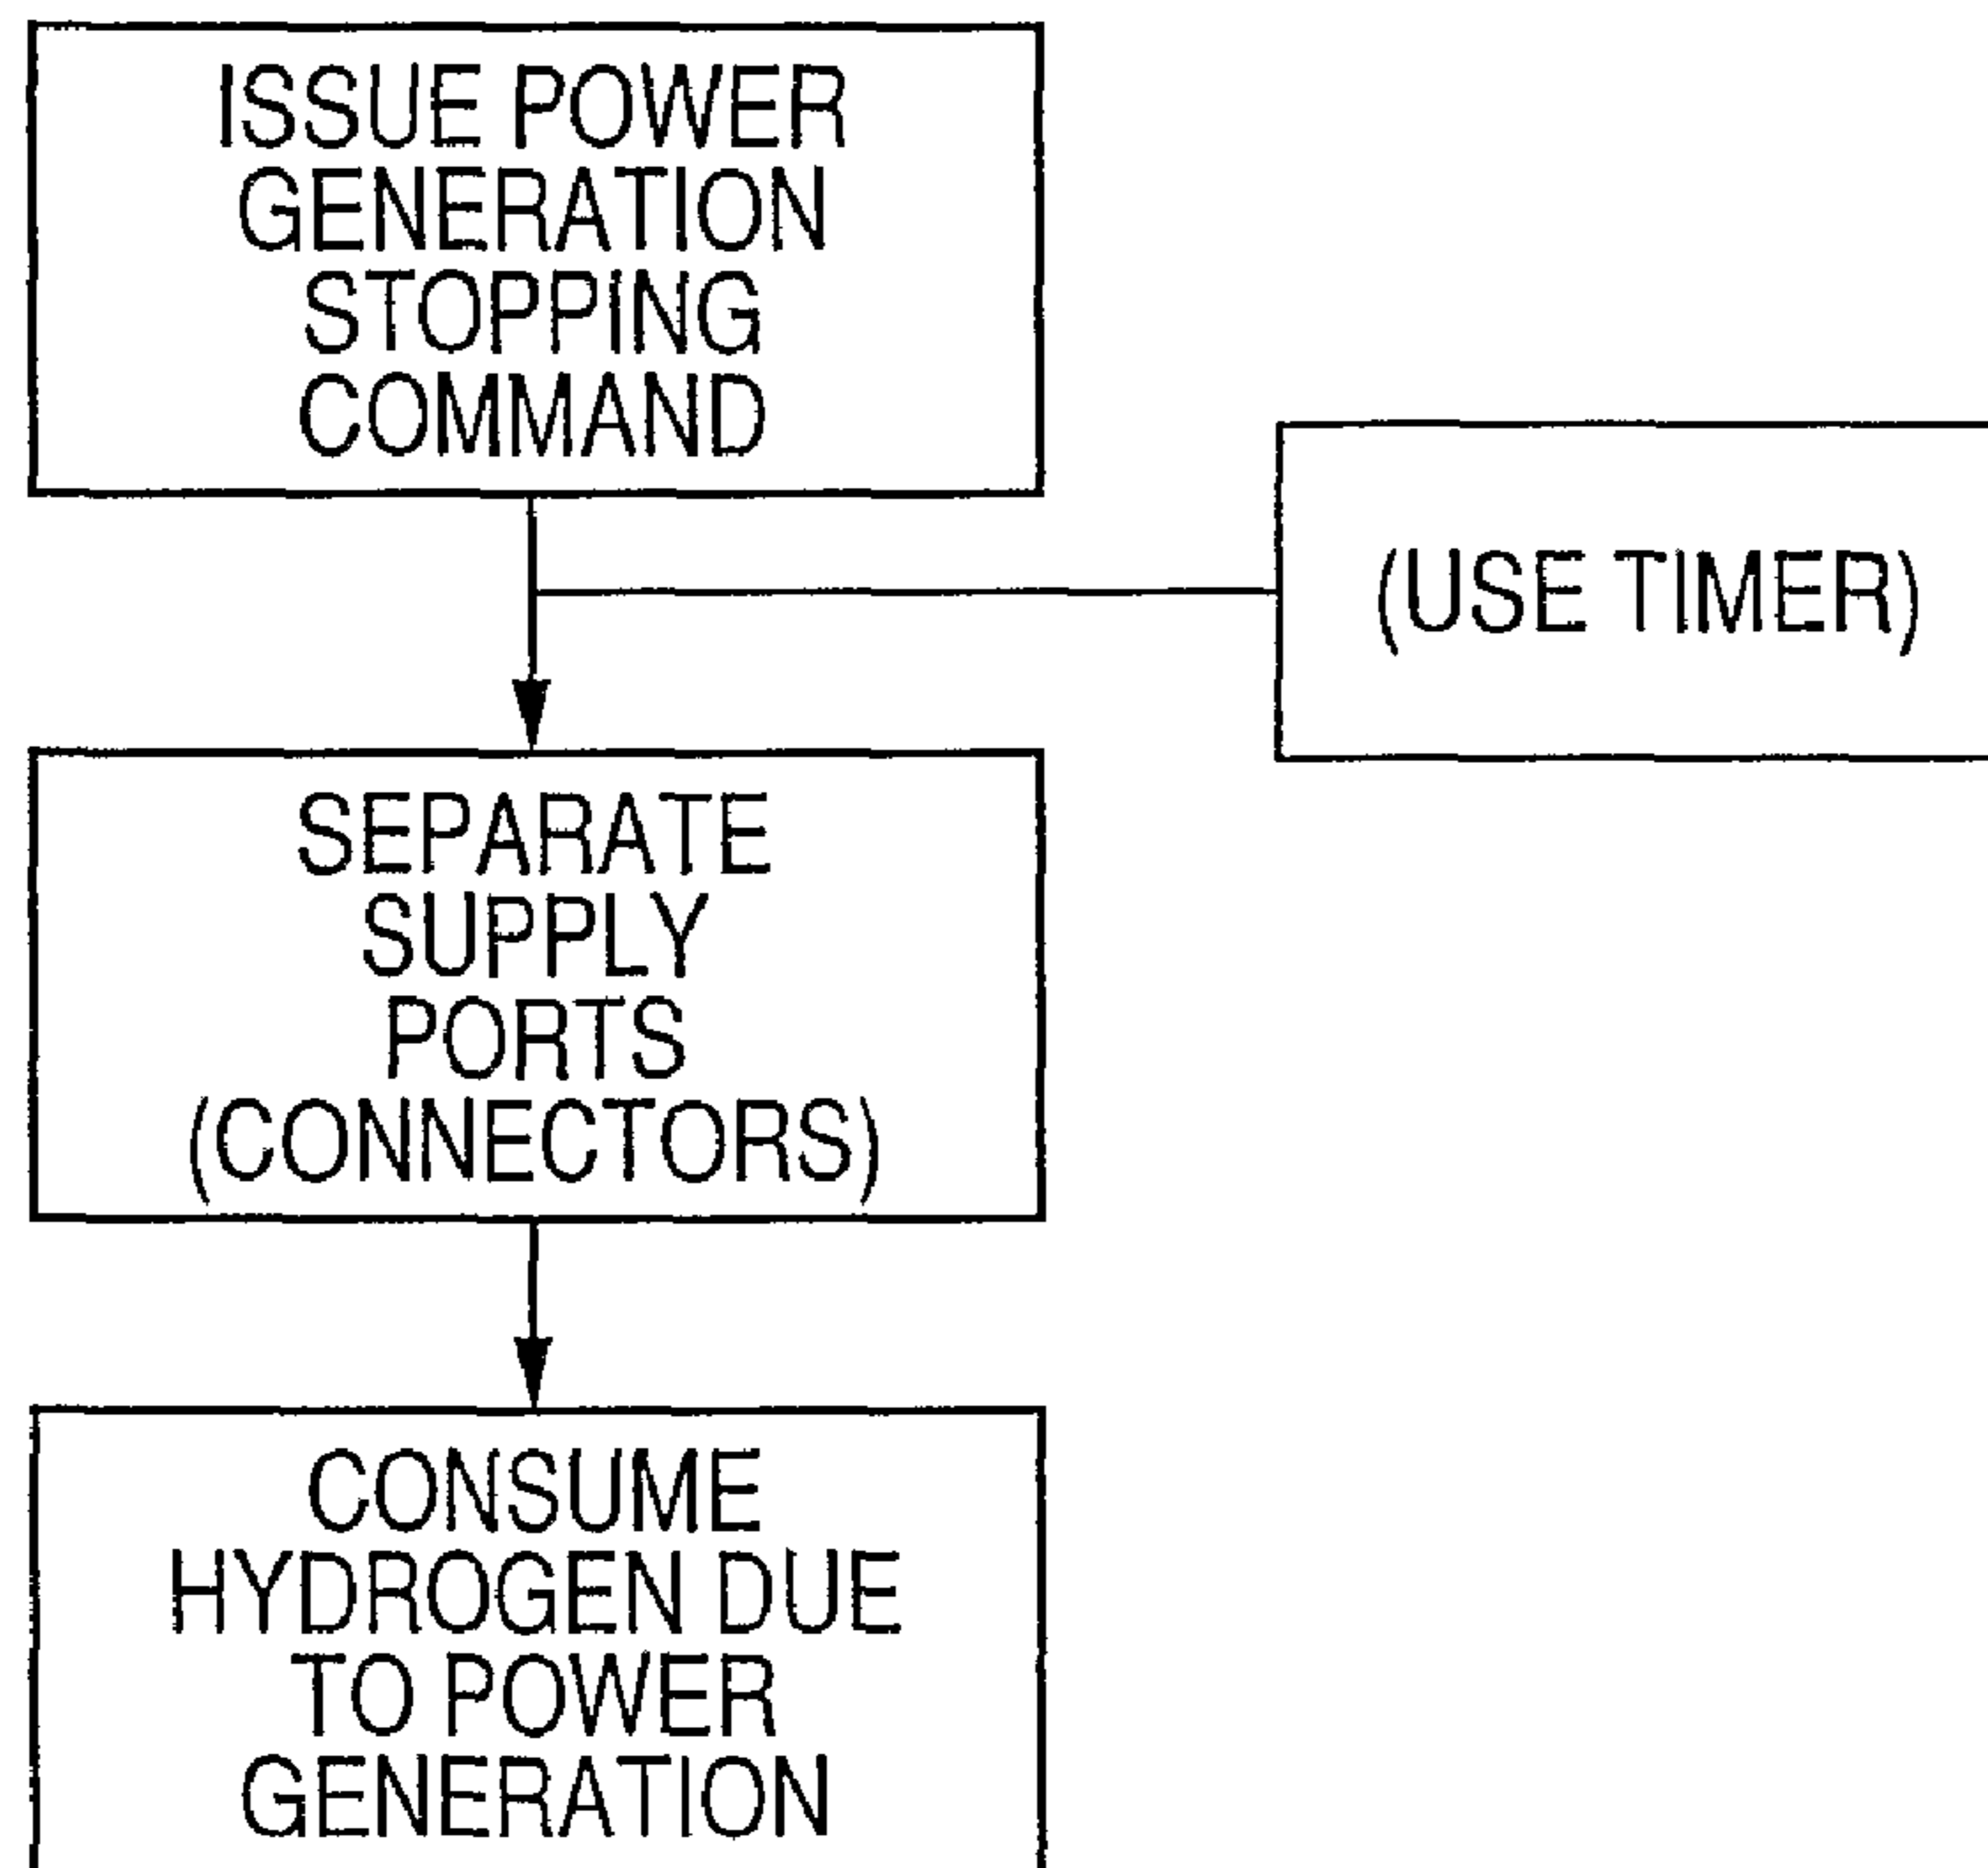 ISSUE POWER
GENERATION
STOPPING
COMMAND
(USE TIMER)
SEPARATE
SUPPLY
PORTS
(CONNECTORS)
CONSUME
HYDROGEN DUE
TO POWER
GENERATION